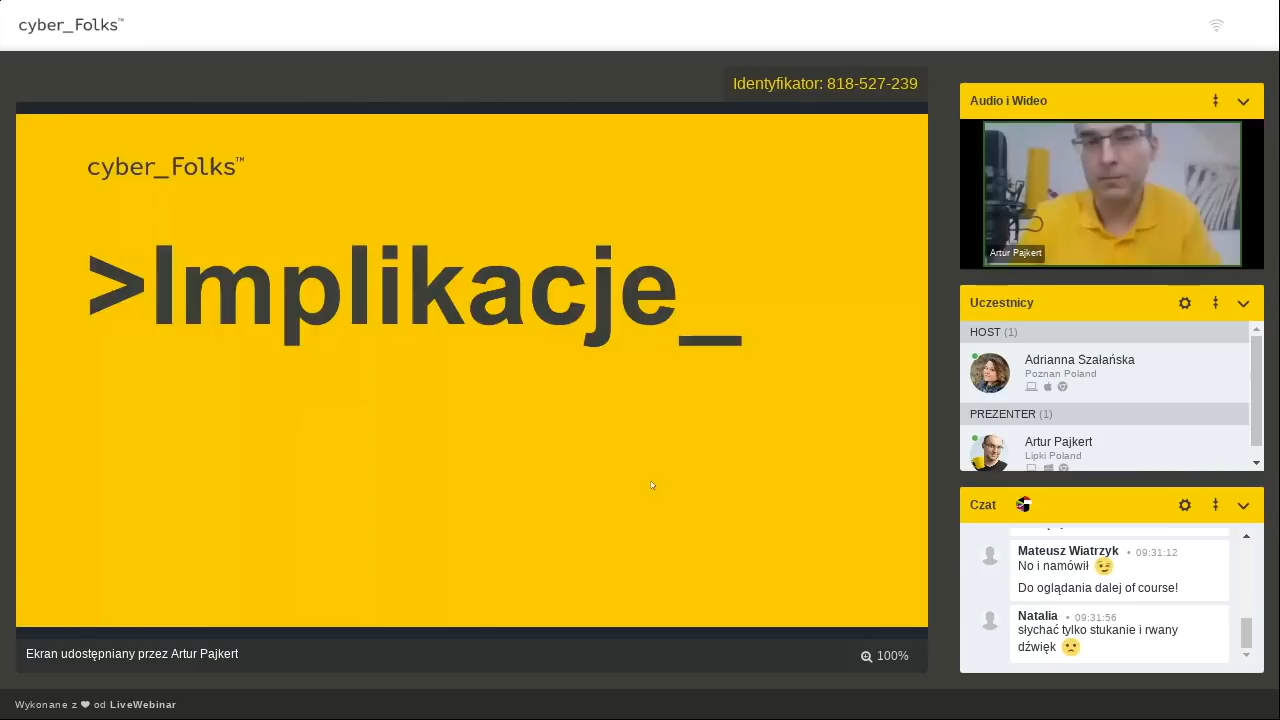 cyber_Folks™
Identyfikator: 818-527-239
cyber_Folks™
>Implikacje_
Ekran udostępniany przez Artur Pajkert
100%
Audio i Wideo
Artur Pajkert
Uczestnicy
HOST (1)
Adrianna Szałańska
Poznan Poland
PREZENTER (1)
Artur Pajkert
Lipki Poland
Czat
Mateusz Wiatrzyk • 09:31:12
No i namówił 😉
Do oglądania dalej of course!
Natalia • 09:31:56
słychać tylko stukanie i rwany
dźwięk 🙁
Wykonane z ❤ od LiveWebinar